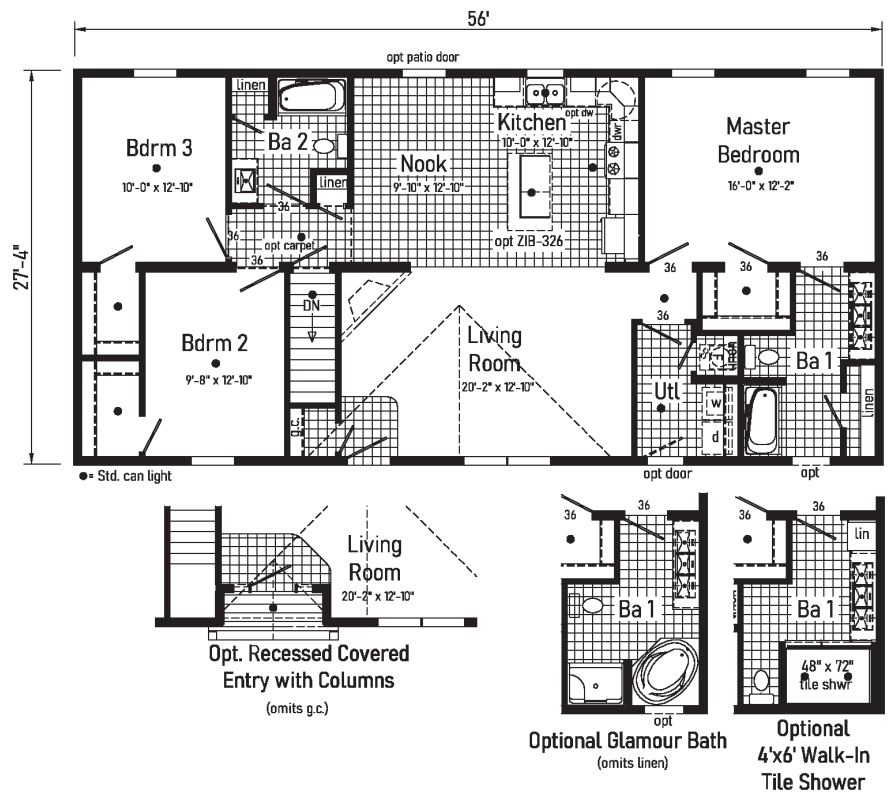 56'
opt patio door
27'-4"
linen
Bdrm 3
10'-0" x 12'-10"
Ba 2
linen
36
36
36
opt carpet
Nook
9'-10" x 12'-10"
Kitchen
opt dw
10'-0" x 12'-10"
dwr
opt ZIB-326
Master
Bedroom
16'-0" x 12'-2"
36
36
36
36
DN
Bdrm 2
9'-8" x 12'-10"
Living
Room
20'-2" x 12'-10"
Utl
w
d
Ba 1
linen
g.c.
●= Std. can light
opt door
opt
Living
Room
20'-2" x 12'-10"
Opt. Recessed Covered
Entry with Columns
(omits g.c.)
36
36
Ba 1
opt
Optional Glamour Bath
(omits linen)
36
36
lin
Ba 1
48" x 72"
tile shwr
Optional
4'x6' Walk-In
Tile Shower